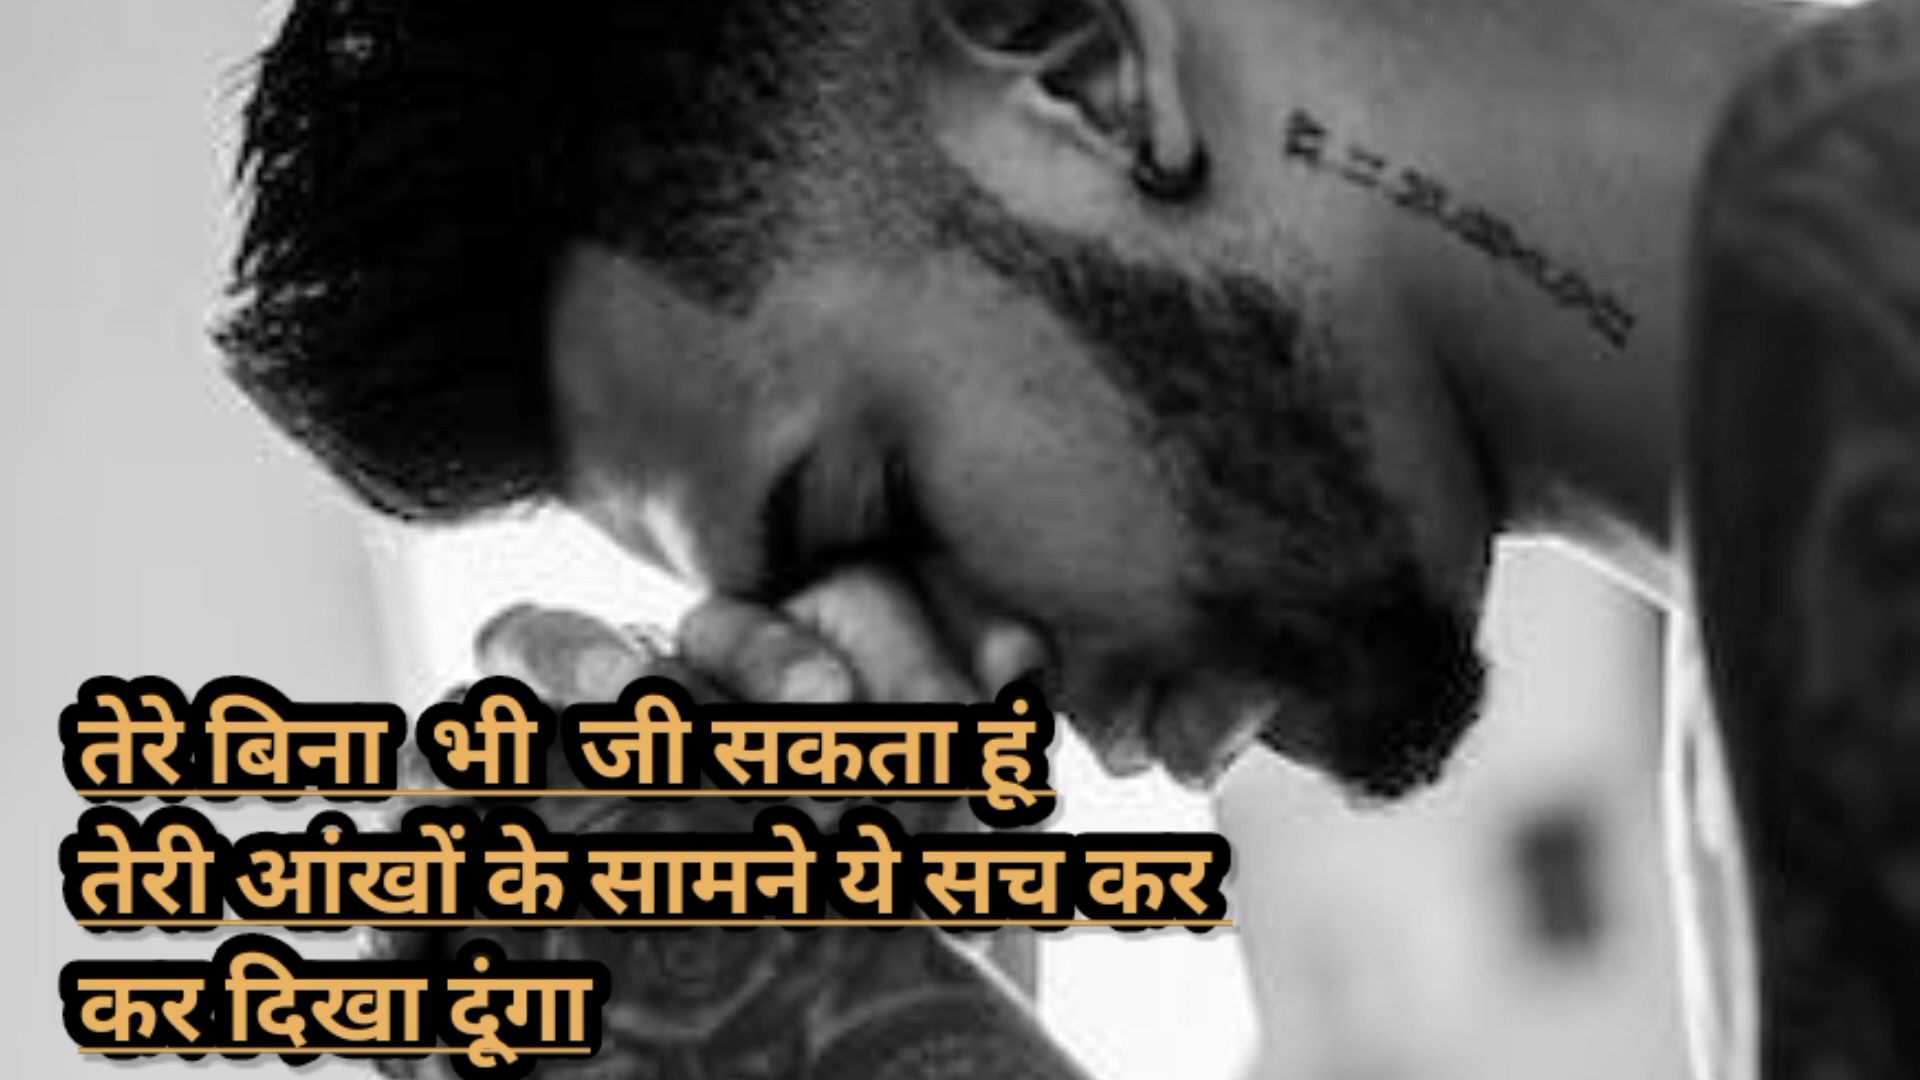 तेरे बिना भी जी सकता हूं
तेरी आंखों के सामने ये सच कर
कर दिखा दूंगा